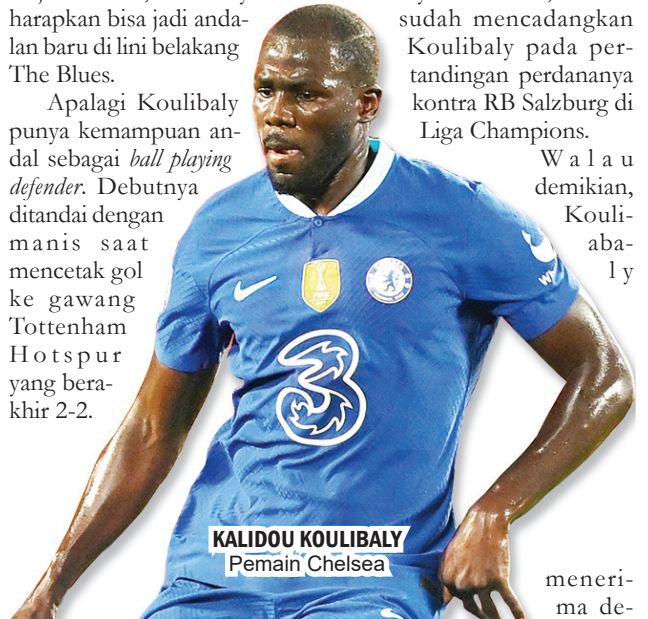 harapkan bisa jadi anda-
lan baru di lini belakang
The Blues.
Apalagi Koulibaly
punya kemampuan an-
dal sebagai ball playing
defender. Debutnya
ditandai dengan
manis saat
mencetak gol
ke gawang
Tottenham
Hotspur
yang bera-
khir 2-2.
sudah mencadangkan
Koulibaly pada per-
tandingan perdananya
kontra RB Salzburg di
Liga Champions.
Walau
demikian,
Kouli-
aba-
ly
meneri-
ma de-
3
KALIDOU KOULIBALY
Pemain Chelsea